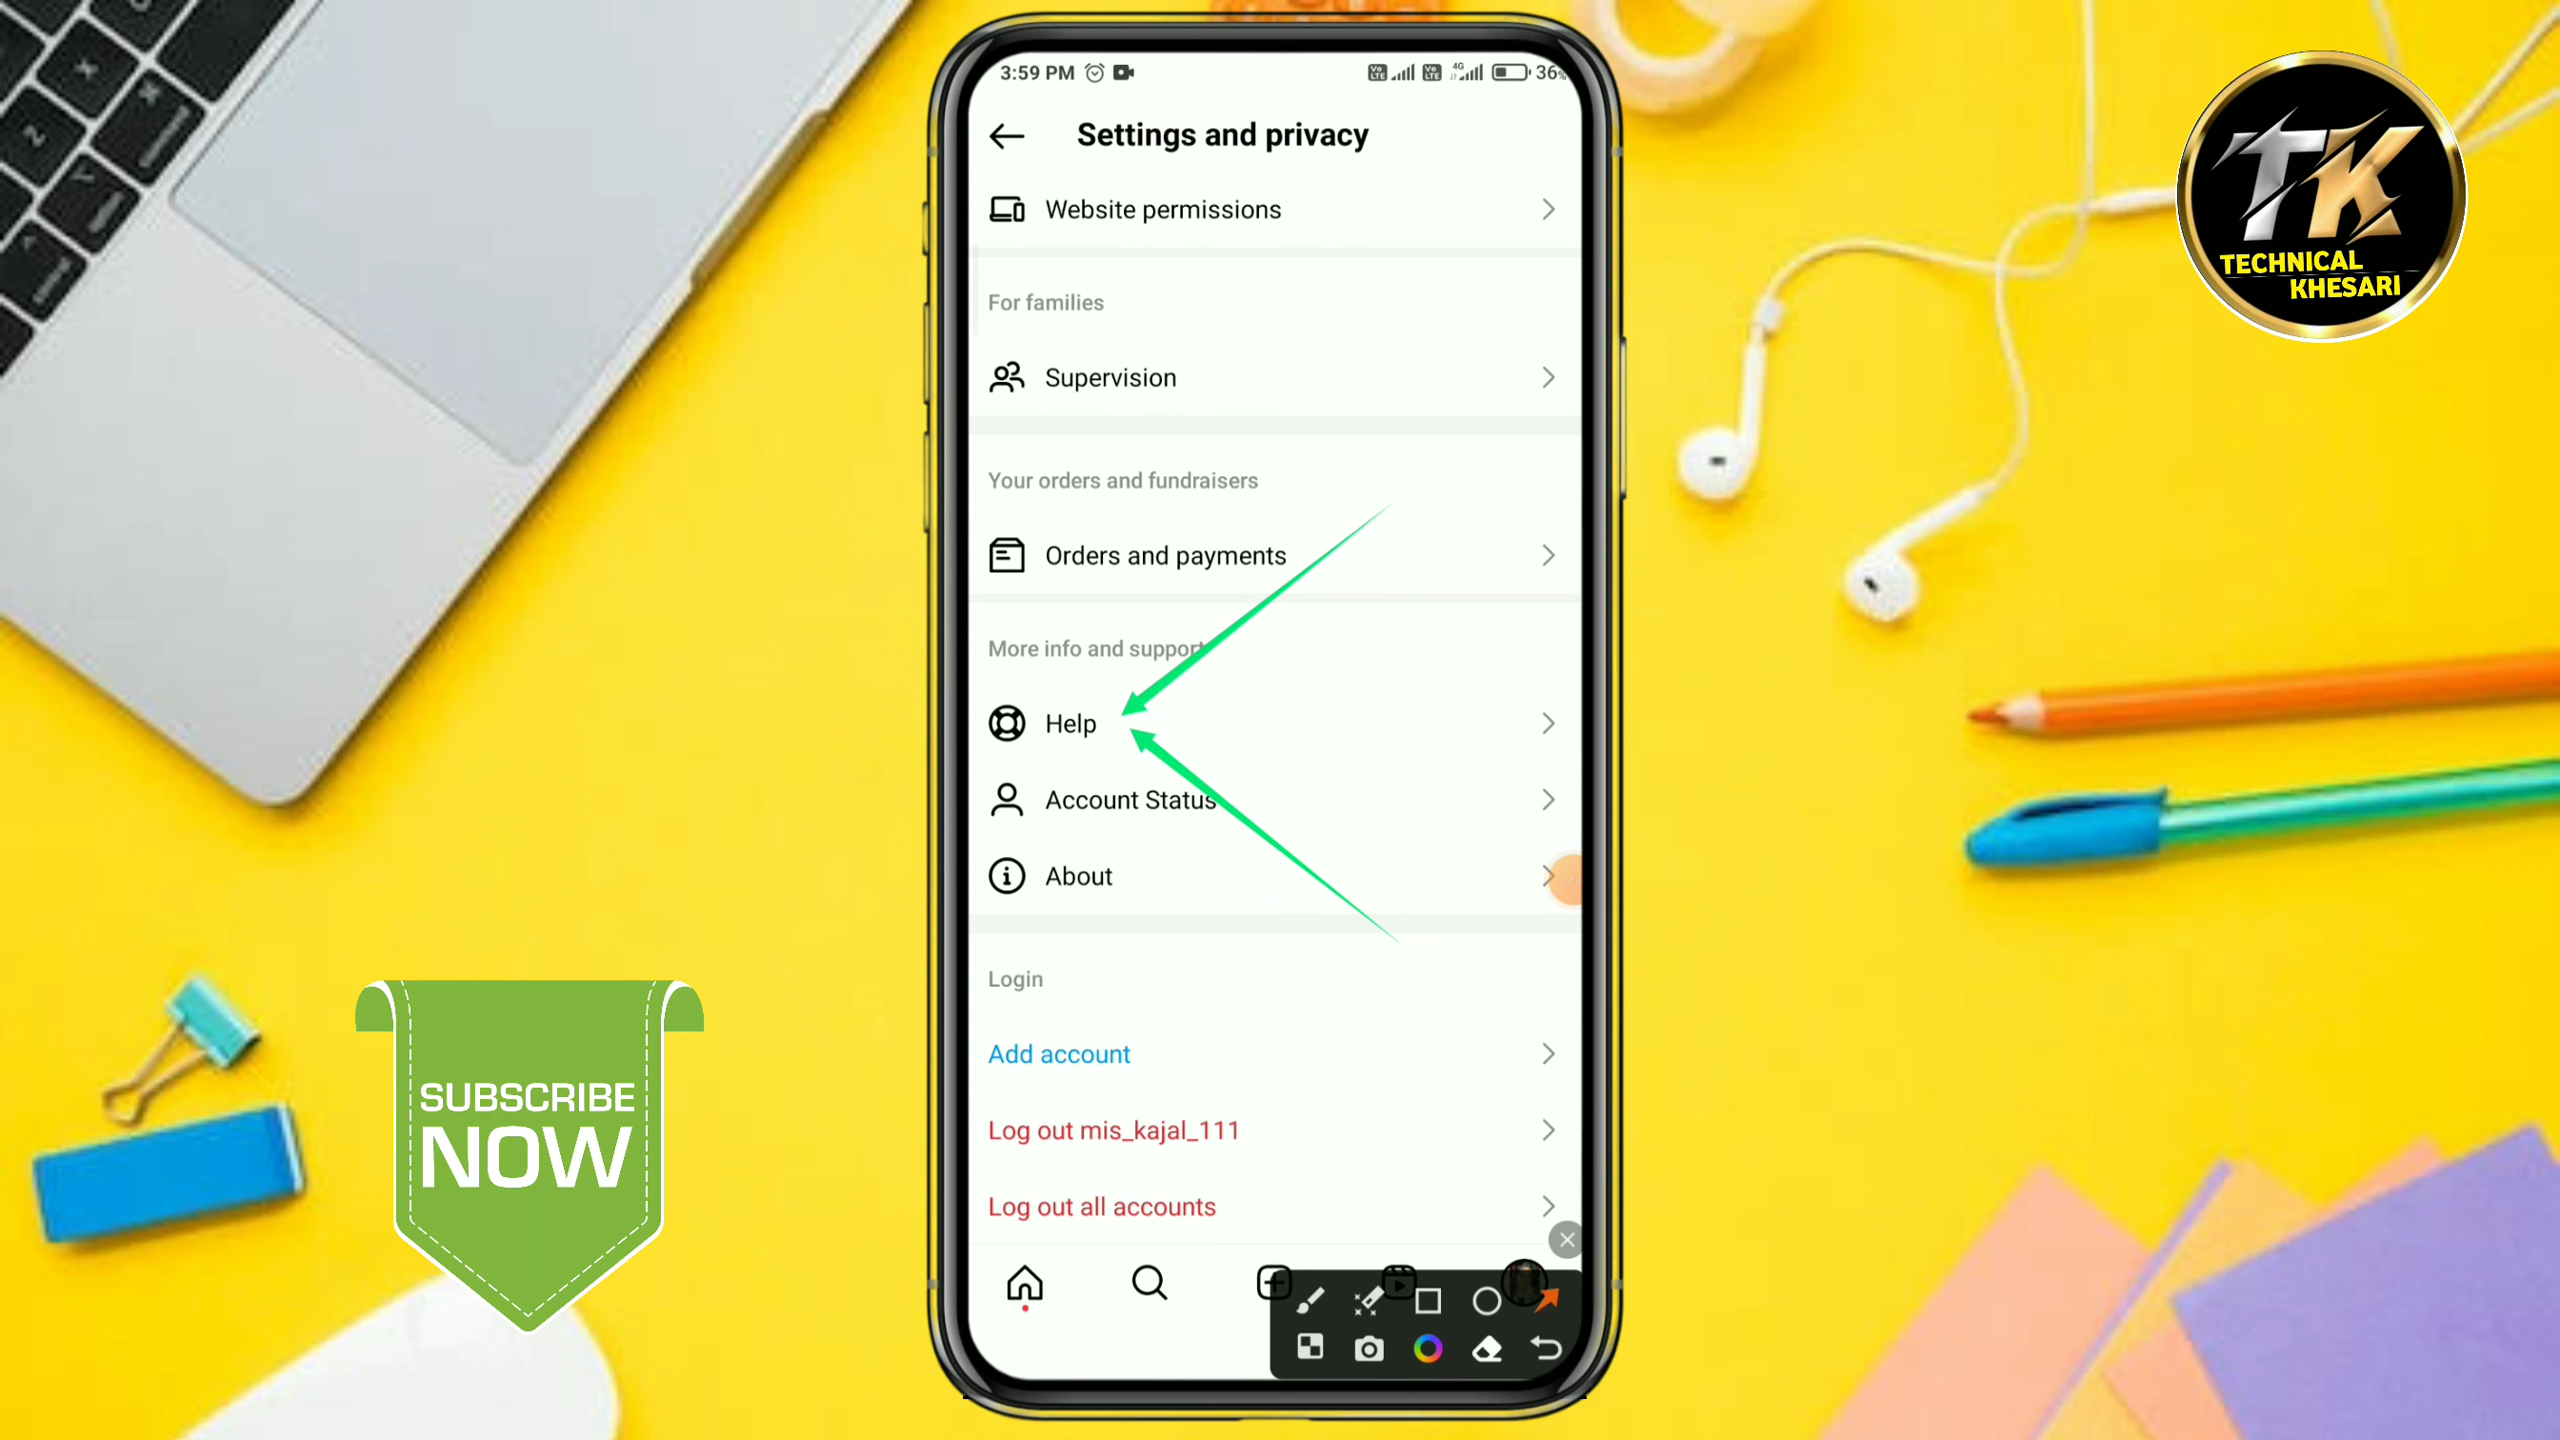 3:59 PM
4G
36%
Settings and privacy
Website permissions
For families
Supervision
Your orders and fundraisers
Orders and payments
More info and support
Help
Account Status
About
Login
Add account
Log out mis_kajal_111
Log out all accounts
TK
TECHNICAL
KHESARI
SUBSCRIBE
NOW